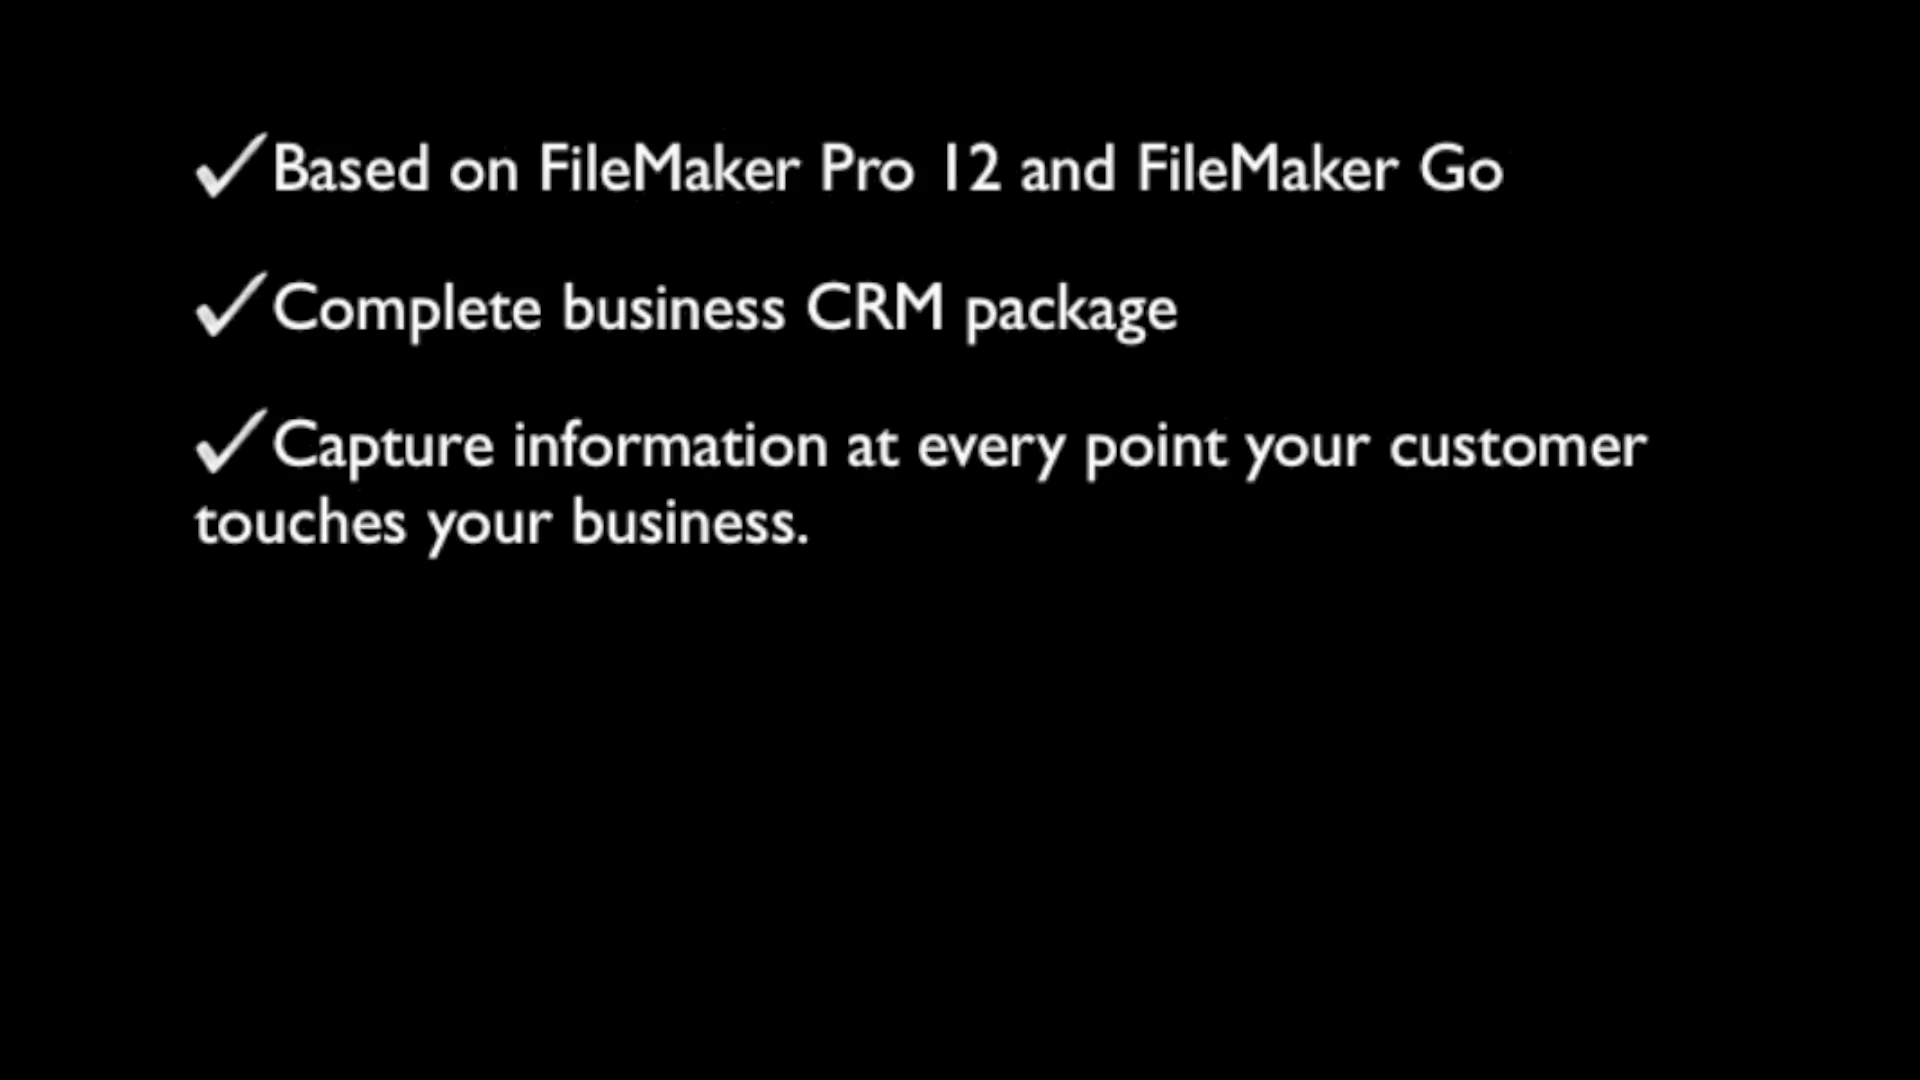 ✓Based on FileMaker Pro 12 and FileMaker Go
✓Complete business CRM package
✓Capture information at every point your customer
touches your business.